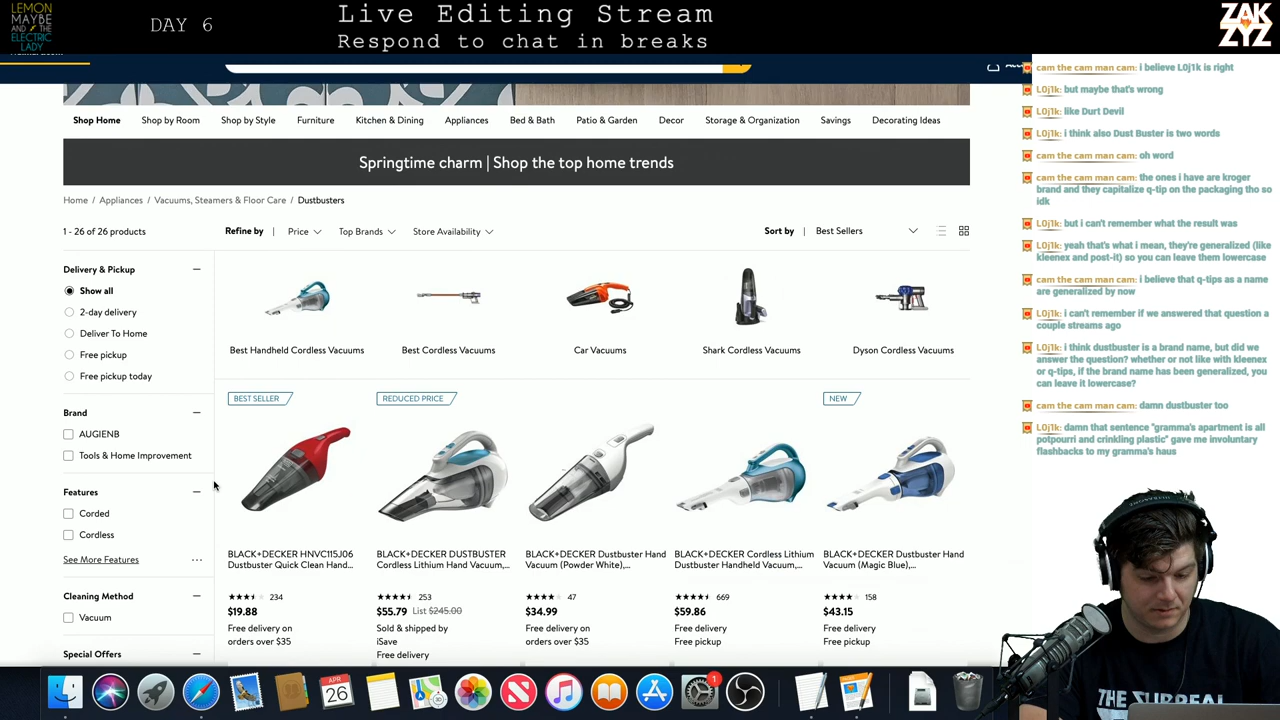 LEMON
MAYBE
AND THE
ELECTRIC
LADY
DAY 6
Live Editing Stream
Respond to chat in breaks
ZAK
ZYZ
Shop Home Shop by Room Shop by Style Furniture Kitchen & Dining Appliances Bed & Bath Patio & Garden Decor Storage & Organization Savings Decorating Ideas
Springtime charm | Shop the top home trends
Home / Appliances / Vacuums, Steamers & Floor Care / Dustbusters
1 - 26 of 26 products Refine by Price Top Brands Store Availability Sort by Best Sellers
Delivery & Pickup
Show all
2-day delivery
Deliver To Home
Free pickup
Free pickup today
Brand
AUGIENB
Tools & Home Improvement
Features
Corded
Cordless
See More Features ...
Cleaning Method
Vacuum
Special Offers
Best Handheld Cordless Vacuums Best Cordless Vacuums Car Vacuums Shark Cordless Vacuums Dyson Cordless Vacuums
BEST SELLER
BLACK+DECKER HNVC115J06
Dustbuster Quick Clean Hand...
234
$19.88
Free delivery on
orders over $35
REDUCED PRICE
BLACK+DECKER DUSTBUSTER
Cordless Lithium Hand Vacuum,...
253
$55.79 List $245.00
Sold & shipped by
iSave
Free delivery
BLACK+DECKER Dustbuster Hand
Vacuum (Powder White),...
47
$34.99
Free delivery on
orders over $35
BLACK+DECKER Cordless Lithium
Dustbuster Handheld Vacuum,...
669
$59.86
Free delivery
Free pickup
NEW
BLACK+DECKER Dustbuster Hand
Vacuum (Magic Blue),...
158
$43.15
Free delivery
Free pickup
cam the cam man cam: i believe L0j1k is right
L0j1k: but maybe that's wrong
L0j1k: like Durt Devil
L0j1k: i think also Dust Buster is two words
cam the cam man cam: oh word
cam the cam man cam: the ones i have are kroger
brand and they capitalize q-tip on the packaging tho so
idk
L0j1k: but i can't remember what the result was
L0j1k: yeah that's what i mean, they're generalized (like
kleenex and post-it) so you can leave them lowercase
cam the cam man cam: i believe that q-tips as a name
are generalized by now
L0j1k: i can't remember if we answered that question a
couple streams ago
L0j1k: i think dustbuster is a brand name, but did we
answer the question? whether or not like with kleenex
or q-tips, if the brand name has been generalized, you
can leave it lowercase?
cam the cam man cam: damn dustbuster too
L0j1k: damn that sentence "gramma's apartment is all
potpourri and crinkling plastic" gave me involuntary
flashbacks to my gramma's haus
APR
26
1
THE SURREAL